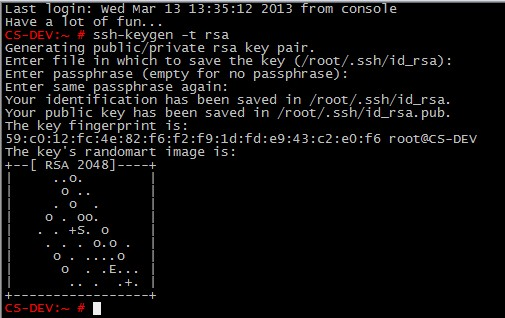 Last login: Wed Mar 13 13:35:12 2013 from console
Have a lot of fun...
CS-DEV:~ # ssh-keygen -t rsa
Generating public/private rsa key pair.
Enter file in which to save the key (/root/.ssh/id_rsa):
Enter passphrase (empty for no passphrase):
Enter same passphrase again:
Your identification has been saved in /root/.ssh/id_rsa.
Your public key has been saved in /root/.ssh/id_rsa.pub.
The key fingerprint is:
59:c0:12:fc:4e:82:f6:f2:f9:1d:fd:e9:43:c2:e0:f6 root@CS-DEV
The key's randomart image is:
+--[ RSA 2048]----+
|     ..o.        |
|      o ..       |
|     . o  .      |
|    o . oo.      |
|   . . +S. o     |
|    . . . o.o .  |
|     o . ....o   |
|      o  . .E... |
|       .. .  .+. |
+-----------------+
CS-DEV:~ #